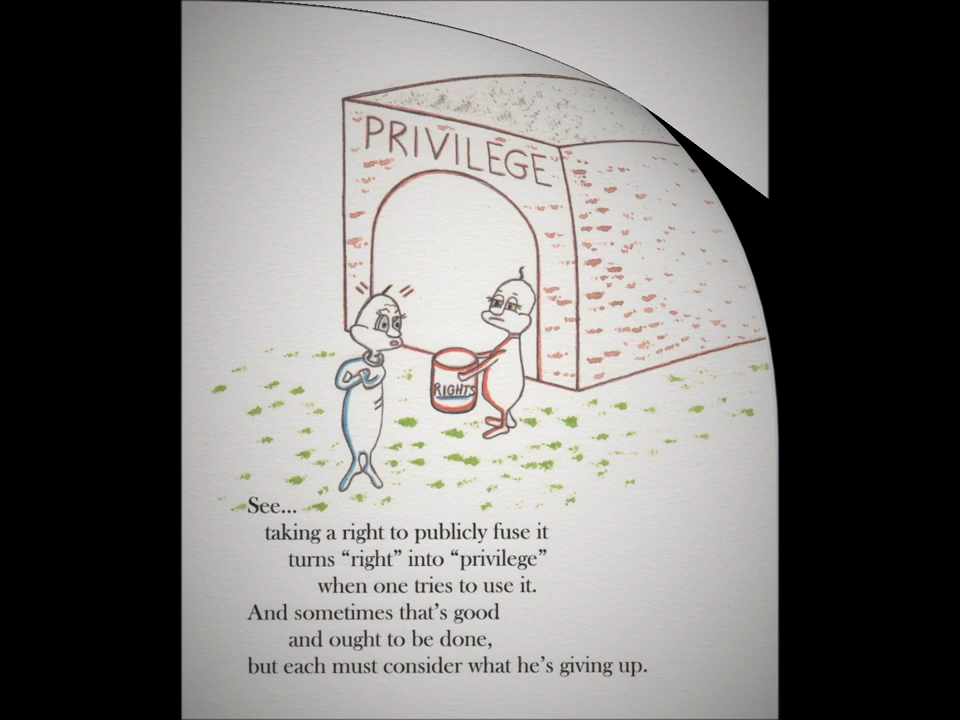 PRIVILEGE
RIGHTS
See...
taking a right to publicly fuse it
turns “right” into “privilege”
when one tries to use it.
And sometimes that’s good
and ought to be done,
but each must consider what he’s giving up.